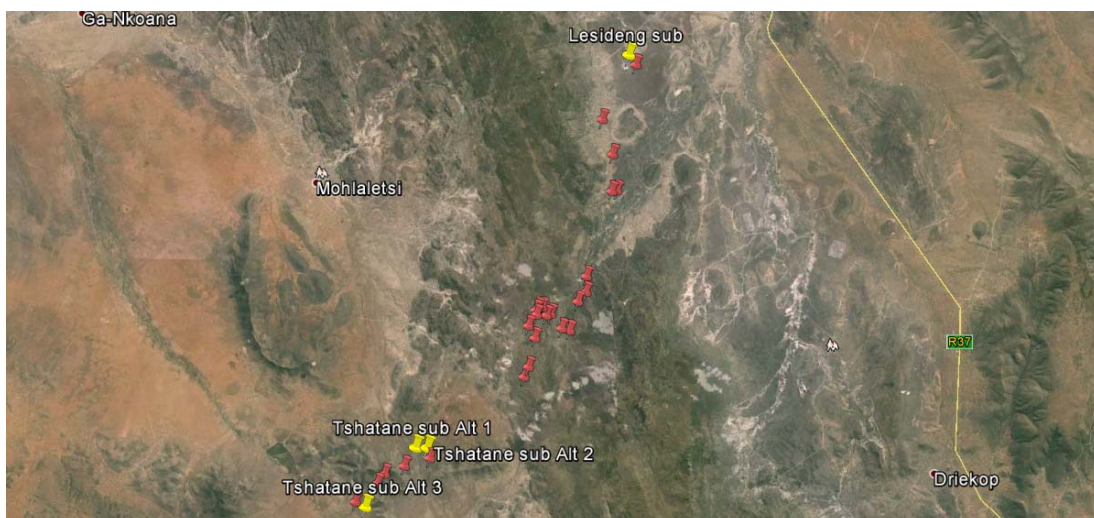 Ga-Nkoana
Lesideng sub
Mohlaletsi
R37
Tshatane sub Alt 1
Tshatane sub Alt 2
Tshatane sub Alt 3
Driekop